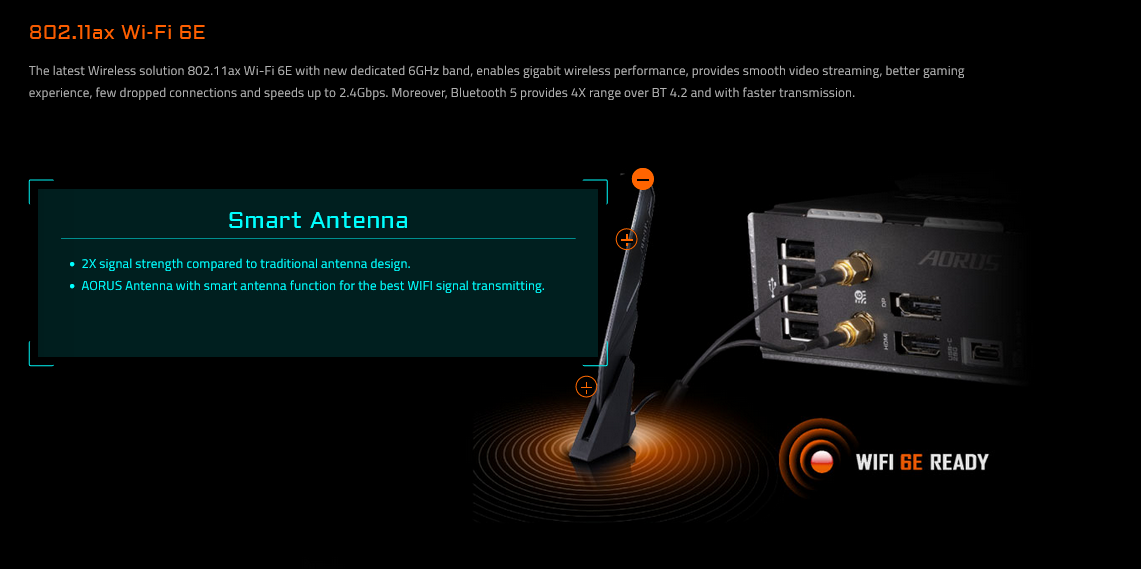 802.11ax Wi-Fi 6E
The latest Wireless solution 802.11ax Wi-Fi 6E with new dedicated 6GHz band, enables gigabit wireless performance, provides smooth video streaming, better gaming
experience, few dropped connections and speeds up to 2.4Gbps. Moreover, Bluetooth 5 provides 4X range over BT 4.2 and with faster transmission.
Smart Antenna
2X signal strength compared to traditional antenna design.
AORUS Antenna with smart antenna function for the best WIFI signal transmitting.
AORUS
DP
HDMI
USB-C
WIFI 6E READY